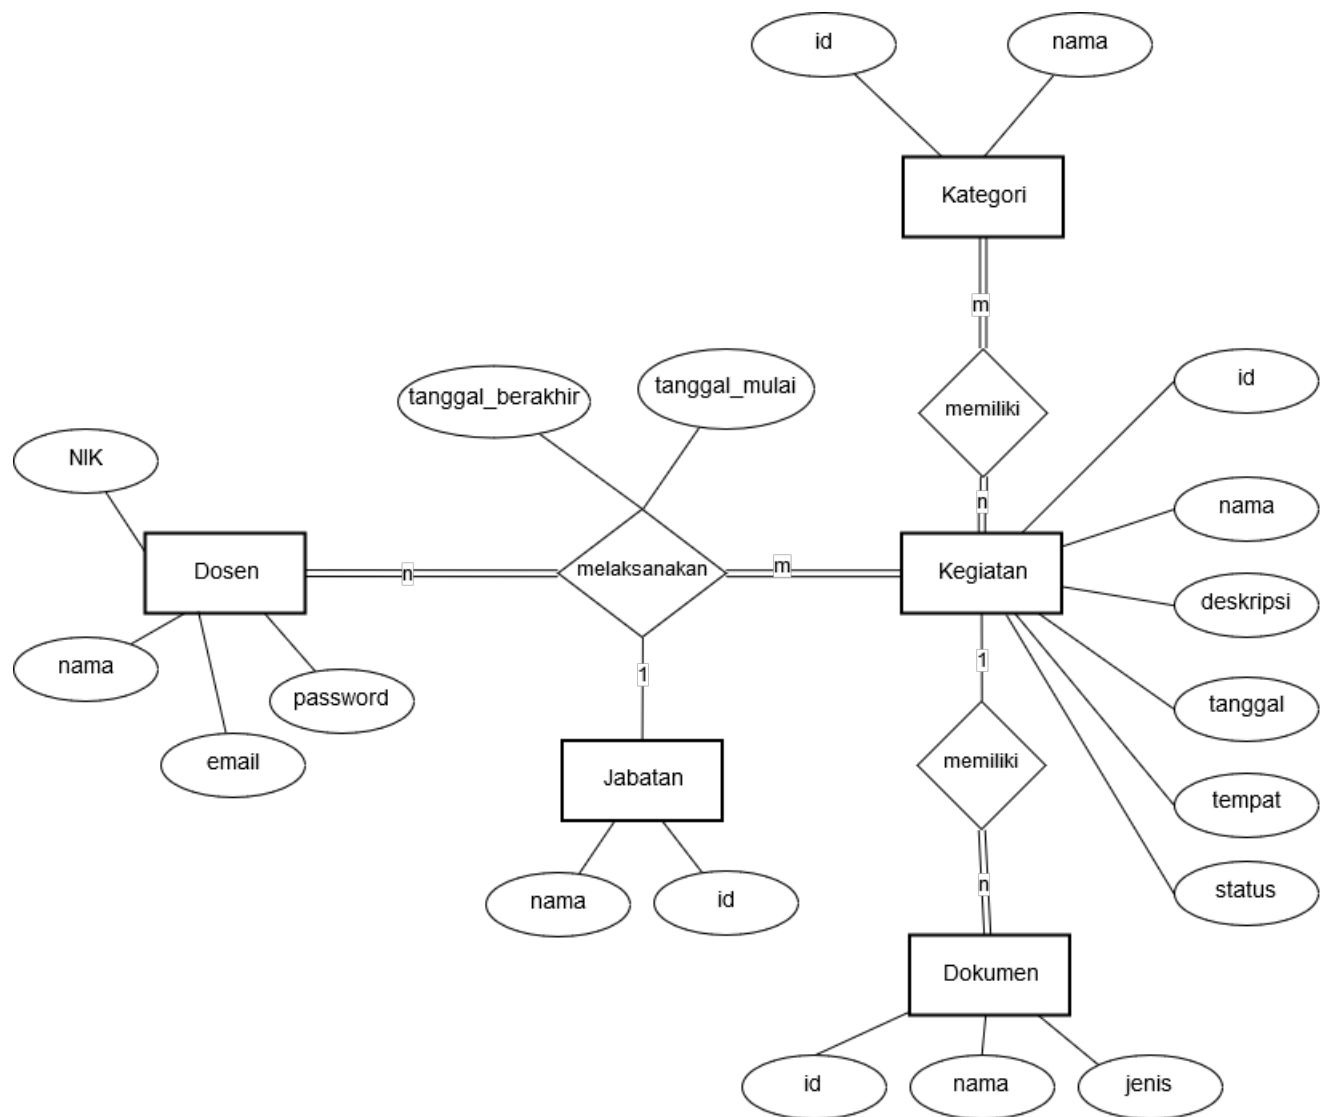 id
nama
Kategori
m
memiliki
n
id
nama
deskripsi
tanggal
tempat
status
Kegiatan
tanggal_berakhir
tanggal_mulai
melaksanakan
n
m
1
NIK
Dosen
nama
email
password
Jabatan
nama
id
1
memiliki
n
Dokumen
id
nama
jenis